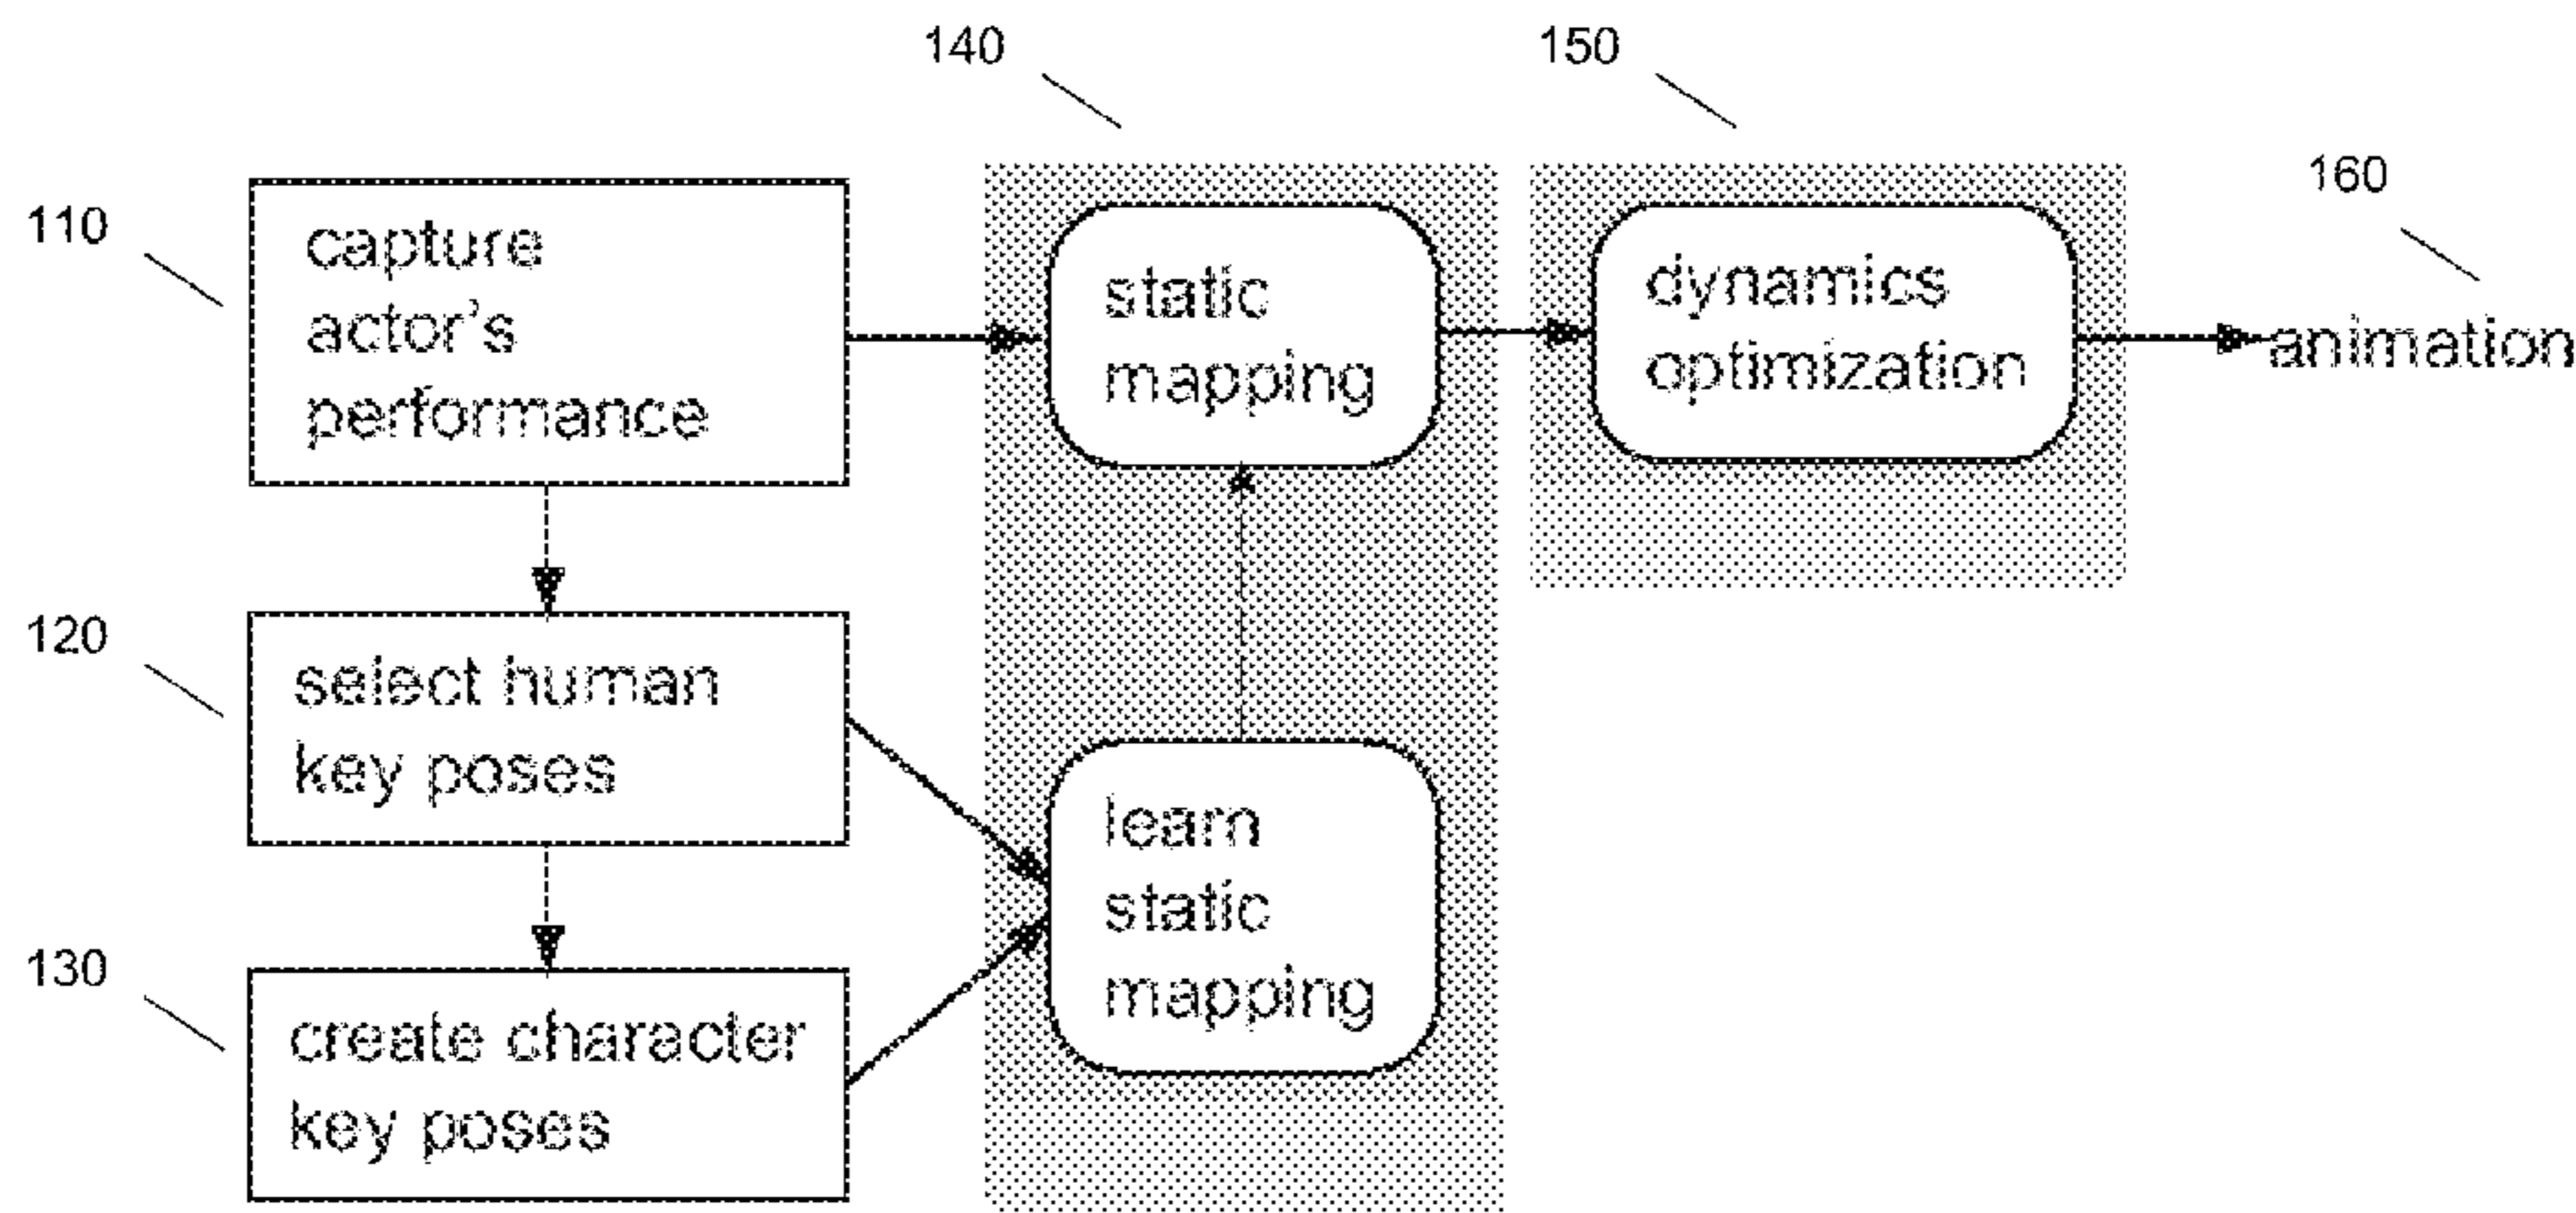 140
150
160
110
capture
actor's
performance
static
mapping
dynamics
optimization
animation
120
select human
key poses
learn
static
mapping
130
create character
key poses